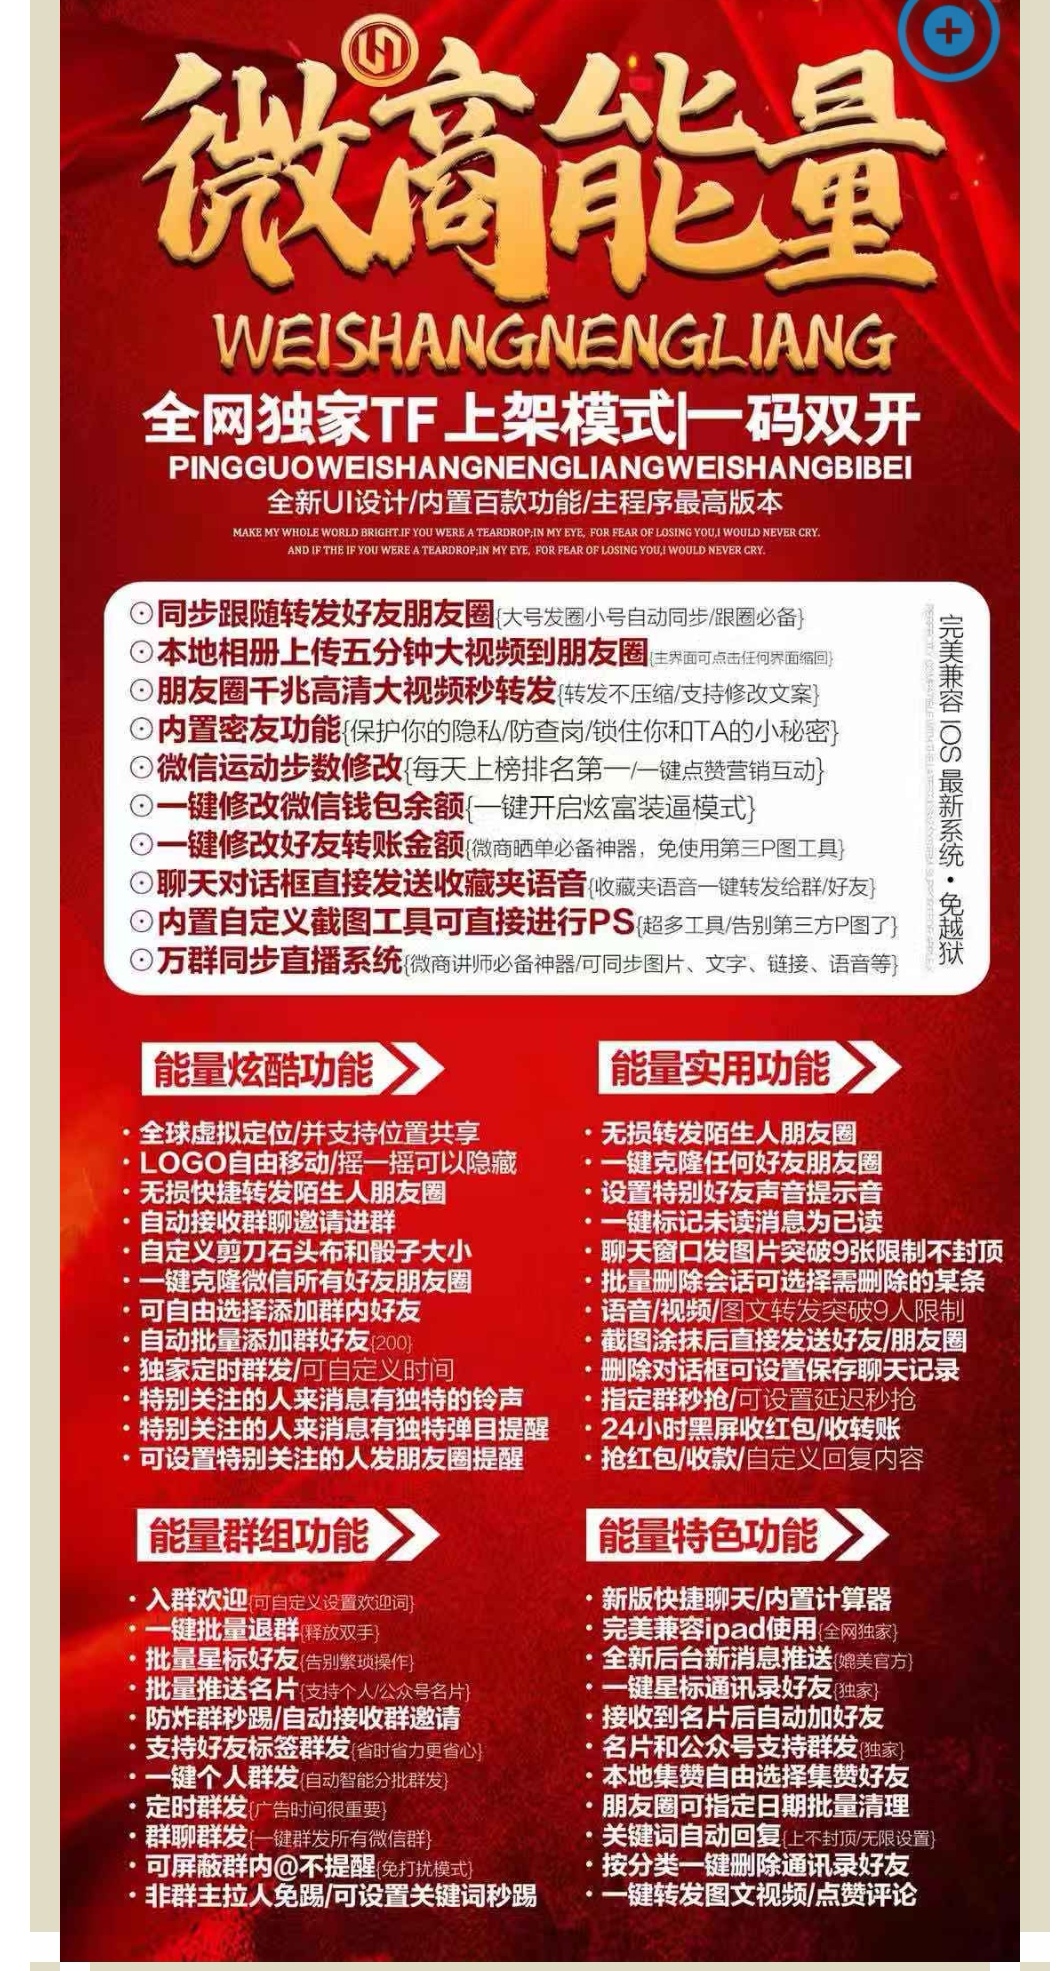 微商能量
WEISHANGNENGLIANG
全网独家TF上架模式|一码双开
PINGGUOWEISHANGNENGLIANGWEISHANGBIBEI
全新UI设计/内置百款功能/主程序最高版本
MAKE MY WHOLE WORLD BRIGHT.IF YOU WERE A TEARDROP;IN MY EYE, FOR FEAR OF LOSING YOU,I WOULD NEVER CRY.
AND IF THE IF YOU WERE A TEARDROP;IN MY EYE, FOR FEAR OF LOSING YOU,I WOULD NEVER CRY.
⊙同步跟随转发好友朋友圈{大号发圈小号自动同步/跟圈必备}
⊙本地相册上传五分钟大视频到朋友圈{主界面可点击任何界面缩回}
⊙朋友圈千兆高清大视频秒转发{转发不压缩/支持修改文案}
⊙内置密友功能{保护你的隐私/防查岗/锁住你和TA的小秘密}
⊙微信运动步数修改{每天上榜排名第一/一键点赞营销互动}
⊙一键修改微信钱包余额{一键开启炫富装逼模式}
⊙一键修改好友转账金额{微商晒单必备神器，免使用第三P图工具}
⊙聊天对话框直接发送收藏夹语音{收藏夹语音一键转发给群/好友}
⊙内置自定义截图工具可直接进行PS{超多工具/告别第三方P图了}
⊙万群同步直播系统{微商讲师必备神器/可同步图片、文字、链接、语音等}
完美兼容 IOS 最新系统·免越狱
能量炫酷功能
· 全球虚拟定位/并支持位置共享
· LOGO自由移动/摇一摇可以隐藏
· 无损快捷转发陌生人朋友圈
· 自动接收群聊邀请进群
· 自定义剪刀石头布和骰子大小
· 一键克隆微信所有好友朋友圈
· 可自由选择添加群内好友
· 自动批量添加群好友{200}
· 独家定时群发/可自定义时间
· 特别关注的人来消息有独特的铃声
· 特别关注的人来消息有独特弹目提醒
· 可设置特别关注的人发朋友圈提醒
能量实用功能
· 无损转发陌生人朋友圈
· 一键克隆任何好友朋友圈
· 设置特别好友声音提示音
· 一键标记未读消息为已读
· 聊天窗口发图片突破9张限制不封顶
· 批量删除会话可选择需删除的某条
· 语音/视频/图文转发突破9人限制
· 截图涂抹后直接发送好友/朋友圈
· 删除对话框可设置保存聊天记录
· 指定群秒抢/可设置延迟秒抢
· 24小时黑屏收红包/收转账
· 抢红包/收款/自定义回复内容
能量群组功能
· 入群欢迎{可自定义设置欢迎词}
· 一键批量退群{释放双手}
· 批量星标好友{告别繁琐操作}
· 批量推送名片{支持个人/公众号名片}
· 防炸群秒踢/自动接收群邀请
· 支持好友标签群发{省时省力更省心}
· 一键个人群发{自动智能分批群发}
· 定时群发{广告时间很重要}
· 群聊群发{一键群发所有微信群}
· 可屏蔽群内@不提醒{免打扰模式}
· 非群主拉人免踢/可设置关键词秒踢
能量特色功能
· 新版快捷聊天/内置计算器
· 完美兼容ipad使用{全网独家}
· 全新后台新消息推送{媲美官方}
· 一键星标通讯录好友{独家}
· 接收到名片后自动加好友
· 名片和公众号支持群发{独家}
· 本地集赞自由选择集赞好友
· 朋友圈可指定日期批量清理
· 关键词自动回复{上不封顶/无限设置}
· 按分类一键删除通讯录好友
· 一键转发图文视频/点赞评论